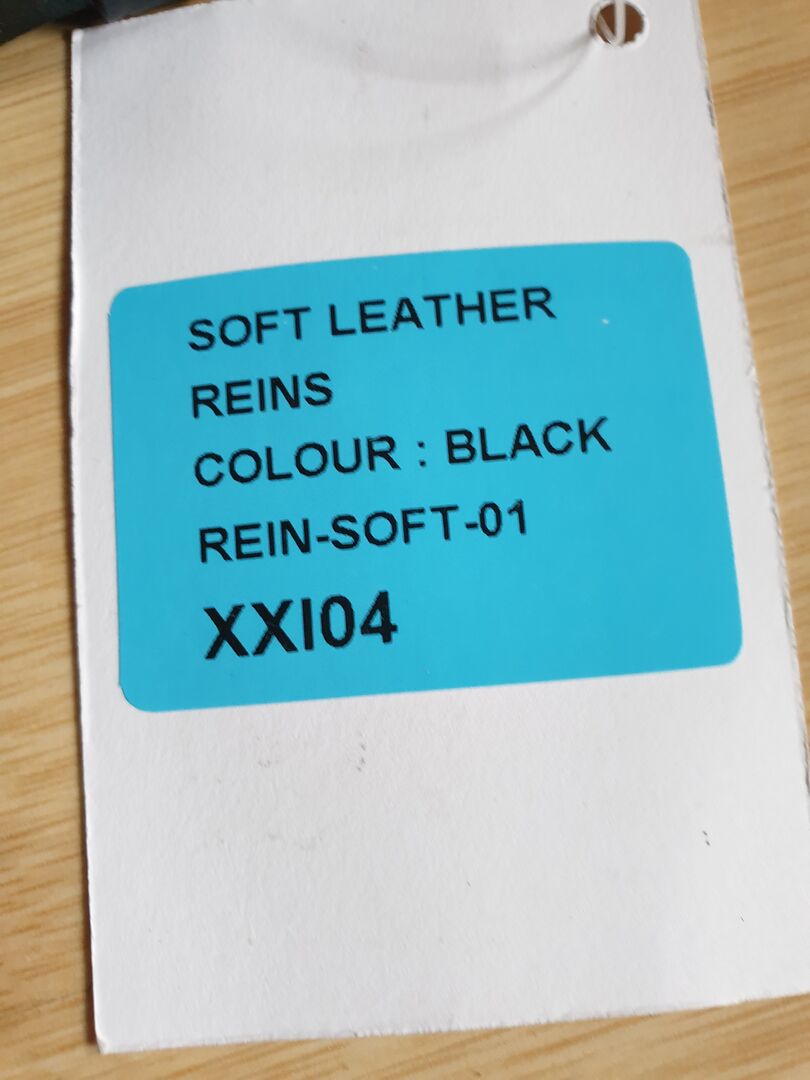 SOFT LEATHER
REINS
COLOUR : BLACK
REIN-SOFT-01
XXI04